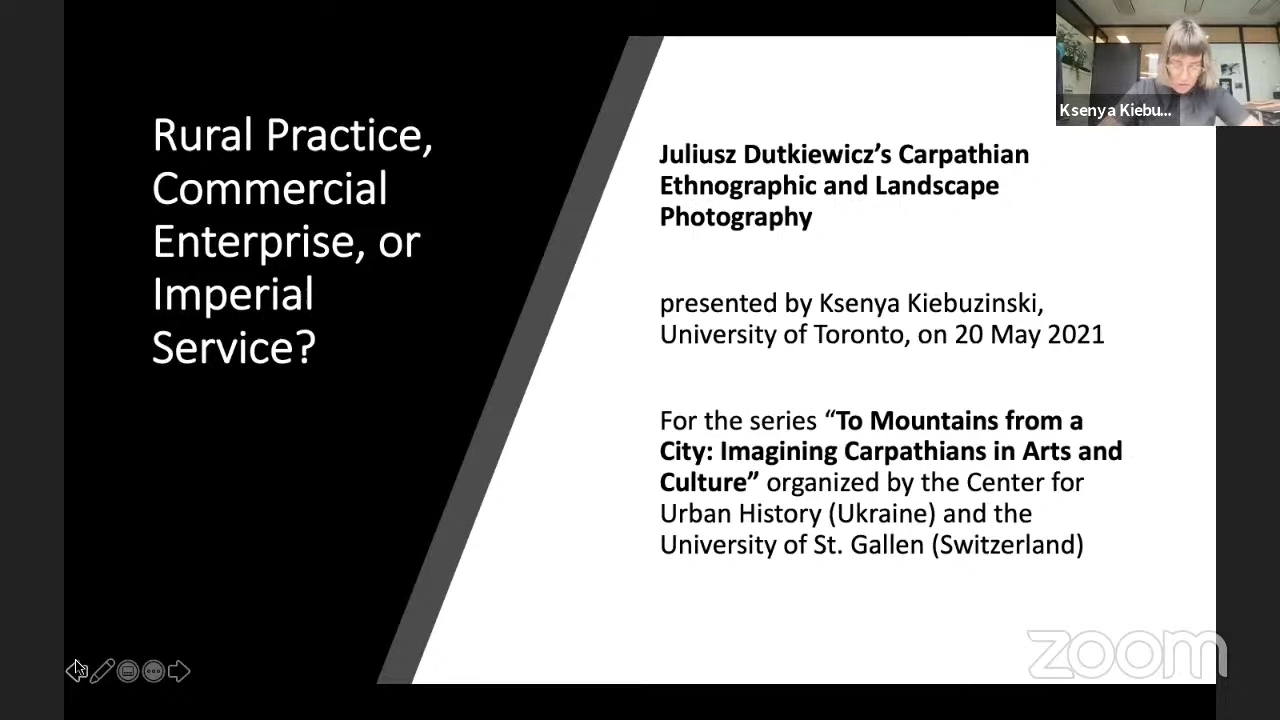 Rural Practice,
Commercial
Enterprise, or
Imperial
Service?
Juliusz Dutkiewicz’s Carpathian
Ethnographic and Landscape
Photography
presented by Ksenya Kiebuzinski,
University of Toronto, on 20 May 2021
For the series “To Mountains from a
City: Imagining Carpathians in Arts and
Culture” organized by the Center for
Urban History (Ukraine) and the
University of St. Gallen (Switzerland)
Ksenya Kiebu...
zoom